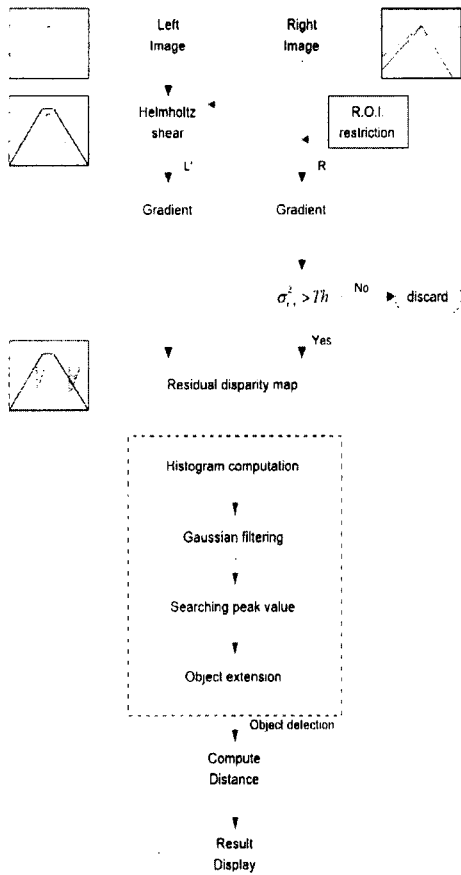 Left
Image
Right
Image
Helmholtz
shear
R.O.I.
restriction
L'
R
Gradient
Gradient
> Th
No
discard
Yes
Residual disparity map
Histogram computation
Gaussian filtering
Searching peak value
Object extension
Object detection
Compute
Distance
Result
Display